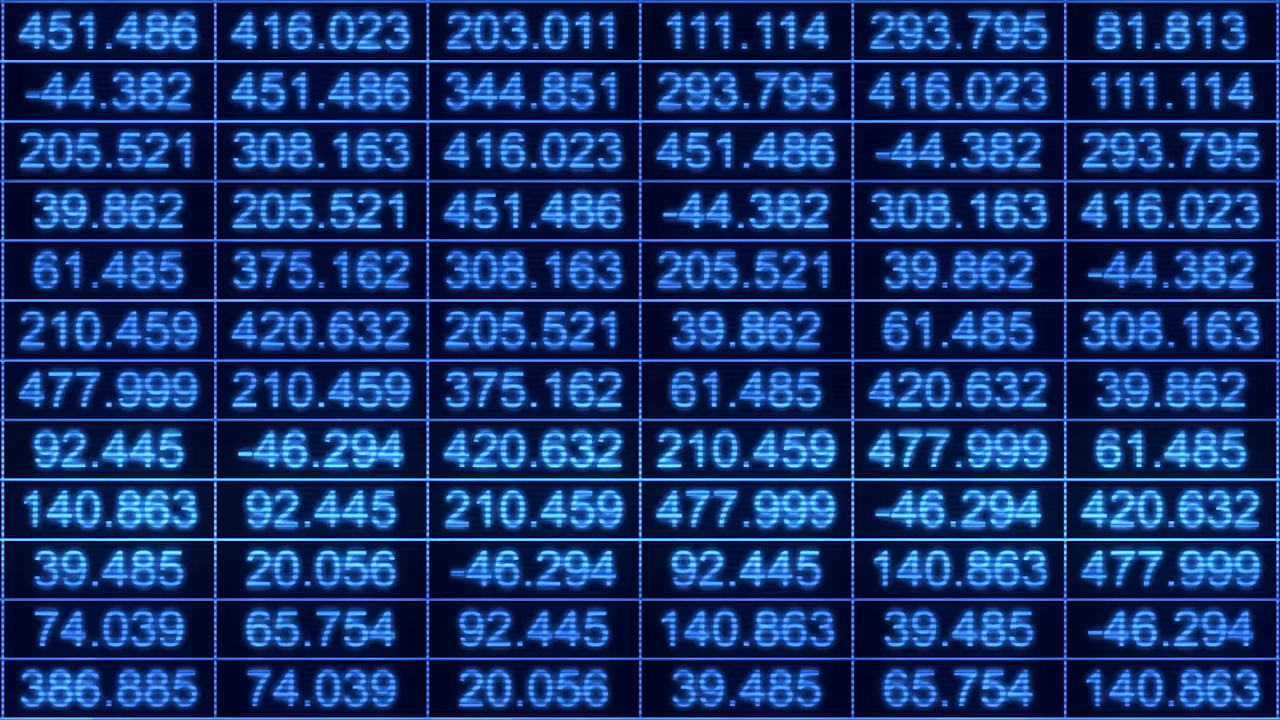 451.486 416.023 203.011 111.114 293.795 81.813
-44.382 451.486 344.851 293.795 416.023 111.114
205.521 308.163 416.023 451.486 -44.382 293.795
39.862 205.521 451.486 -44.382 308.163 416.023
61.485 375.162 308.163 205.521 39.862 -44.382
210.459 420.632 205.521 39.862 61.485 308.163
477.999 210.459 375.162 61.485 420.632 39.862
92.445 -46.294 420.632 210.459 477.999 61.485
140.863 92.445 210.459 477.999 -46.294 420.632
39.485 20.056 -46.294 92.445 140.863 477.999
74.039 65.754 92.445 140.863 39.485 -46.294
386.885 74.039 20.056 39.485 65.754 140.863